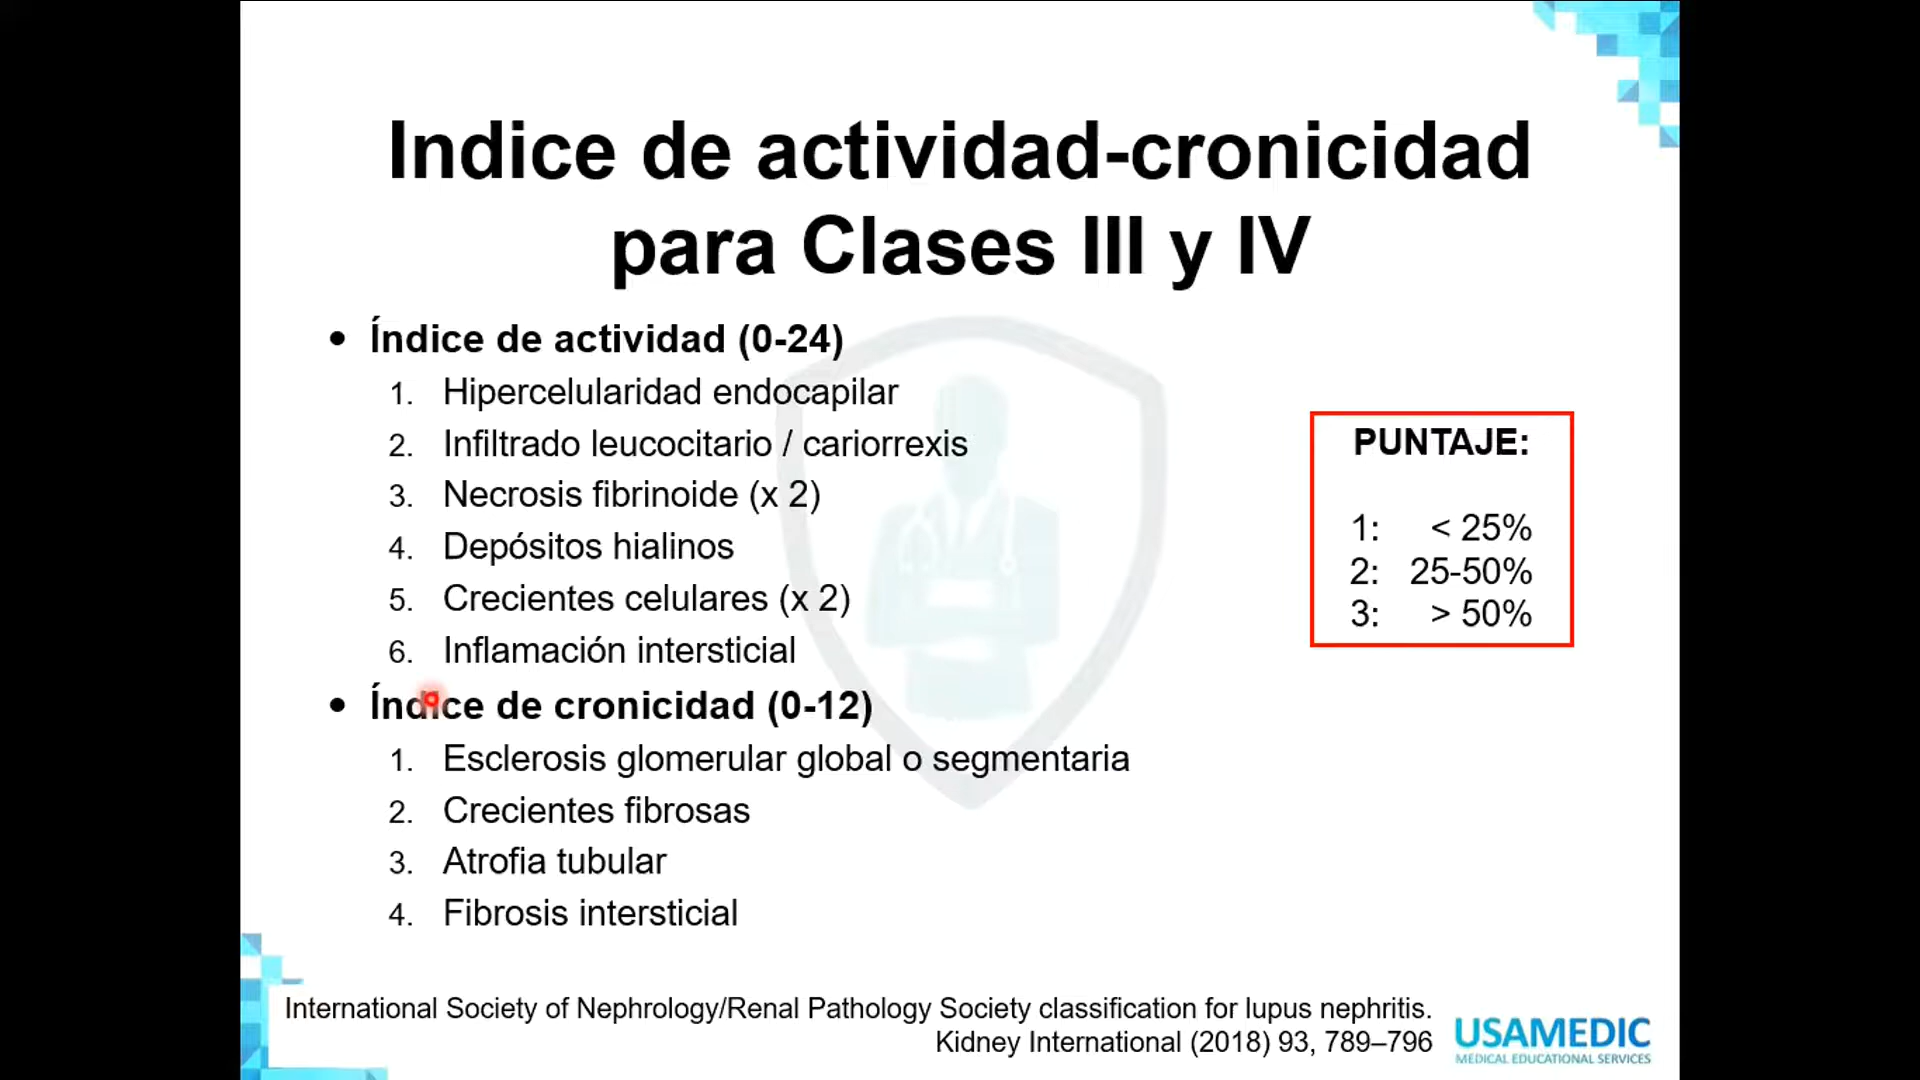 Indice de actividad-cronicidad
para Clases III y IV
• Índice de actividad (0-24)
1. Hipercelularidad endocapilar
2. Infiltrado leucocitario / cariorrexis
3. Necrosis fibrinoide (x 2)
4. Depósitos hialinos
5. Crecientes celulares (x 2)
6. Inflamación intersticial
• Índice de cronicidad (0-12)
1. Esclerosis glomerular global o segmentaria
2. Crecientes fibrosas
3. Atrofia tubular
4. Fibrosis intersticial
PUNTAJE:
1: < 25%
2: 25-50%
3: > 50%
International Society of Nephrology/Renal Pathology Society classification for lupus nephritis.
Kidney International (2018) 93, 789–796
USAMEDIC
MEDICAL EDUCATIONAL SERVICES